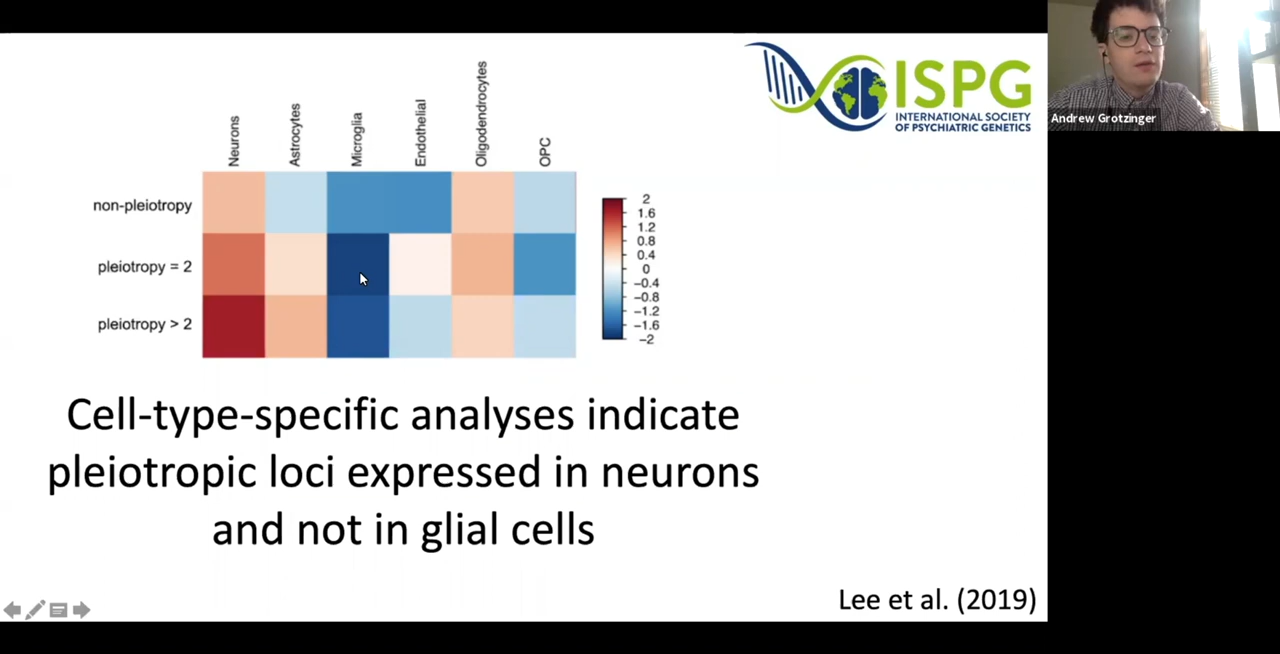 Neurons
Astrocytes
Microglia
Endothelial
Oligodendrocytes
OPC
non-pleiotropy
pleiotropy = 2
pleiotropy > 2
2
1.6
1.2
0.8
0.4
0
−0.4
−0.8
−1.2
−1.6
−2
ISPG
INTERNATIONAL SOCIETY
OF PSYCHIATRIC GENETICS
Andrew Grotzinger
Cell-type-specific analyses indicate
pleiotropic loci expressed in neurons
and not in glial cells
Lee et al. (2019)